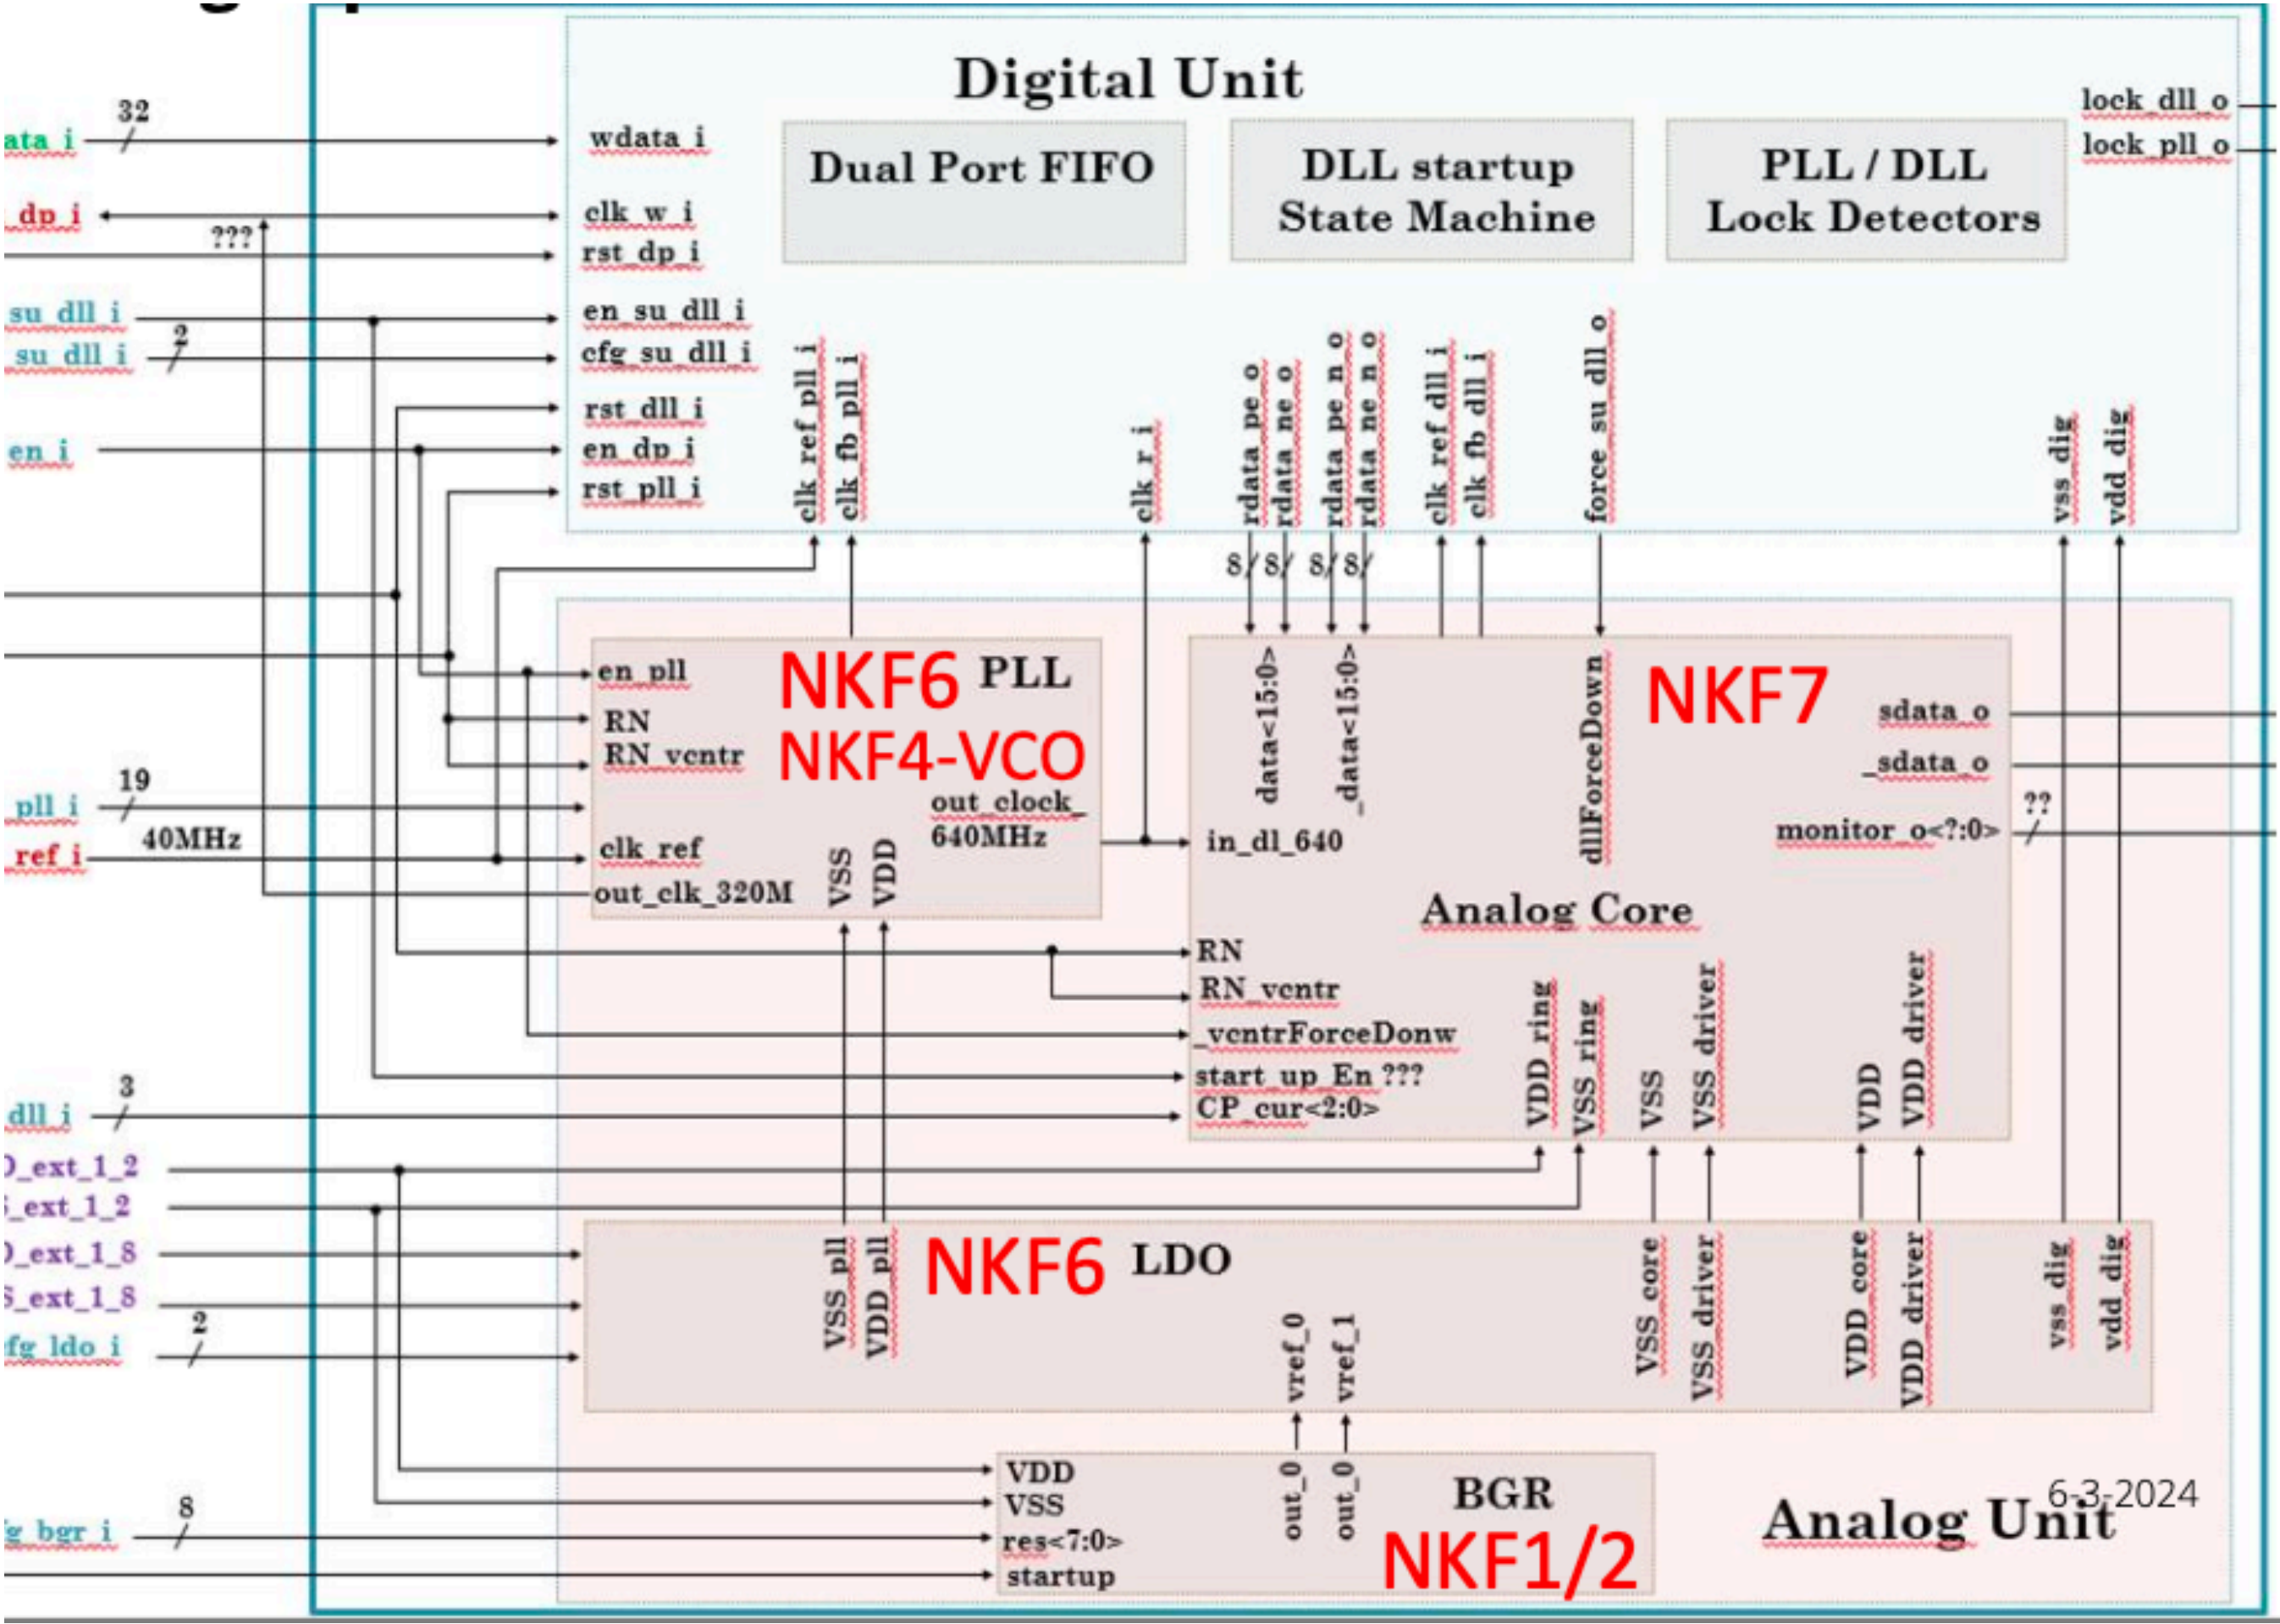 Digital Unit
Dual Port FIFO
DLL startup
State Machine
PLL / DLL
Lock Detectors
lock_dll_o
lock_pll_o
32
ata_i
wdata_i
_dp_i
clk_w_i
???
rst_dp_i
su_dll_i
en_su_dll_i
2
su_dll_i
cfg_su_dll_i
rst_dll_i
en_i
en_dp_i
rst_pll_i
clk_ref_pll_i
clk_fb_pll_i
clk_r_i
rdata_pe_o
rdata_ne_o
rdata_pe_n_o
rdata_ne_n_o
clk_ref_dll_i
clk_fb_dll_i
force_su_dll_o
vss_dig
vdd_dig
8
8
8
8
NKF6 PLL
NKF4-VCO
en_pll
RN
RN_vcntr
19
pll_i
40MHz
ref_i
clk_ref
out_clk_320M
out_clock_
640MHz
VSS
VDD
data<15:0>
_data<15:0>
dllForceDown
NKF7
sdata_o
_sdata_o
??
monitor_o<?:0>
in_dl_640
Analog Core
RN
RN_vcntr
_vcntrForceDonw
start_up_En ???
3
dll_i
CP_cur<2:0>
VDD_ring
VSS_ring
VSS
VSS_driver
VDD
VDD_driver
D_ext_1_2
S_ext_1_2
D_ext_1_8
S_ext_1_8
2
cfg_ldo_i
VSS_pll
VDD_pll
NKF6 LDO
vref_0
vref_1
VSS_core
VSS_driver
VDD_core
VDD_driver
vss_dig
vdd_dig
VDD
VSS
8
g_bgr_i
res<7:0>
startup
out_0
out_0
BGR
NKF1/2
6-3-2024
Analog Unit